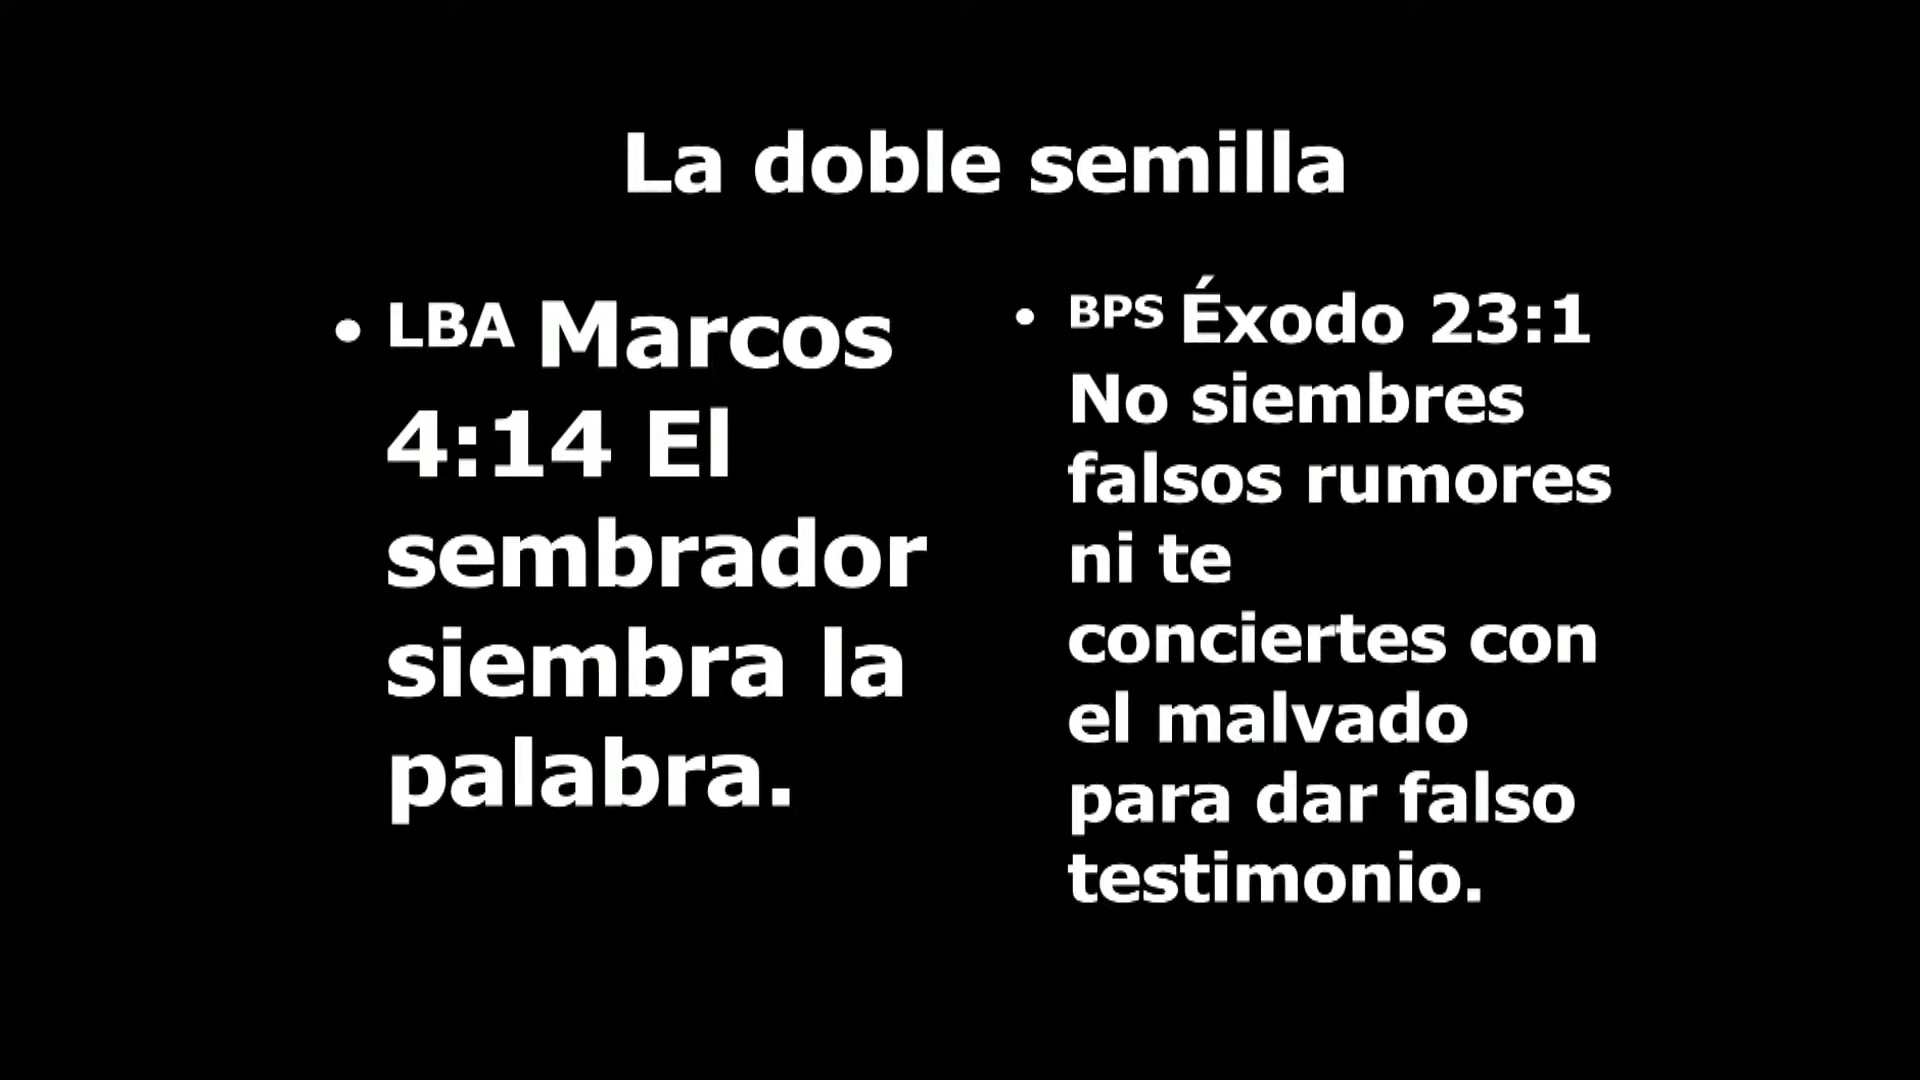 La doble semilla
• LBA Marcos
4:14 El
sembrador
siembra la
palabra.
• BPS Éxodo 23:1
No siembres
falsos rumores
ni te
conciertes con
el malvado
para dar falso
testimonio.